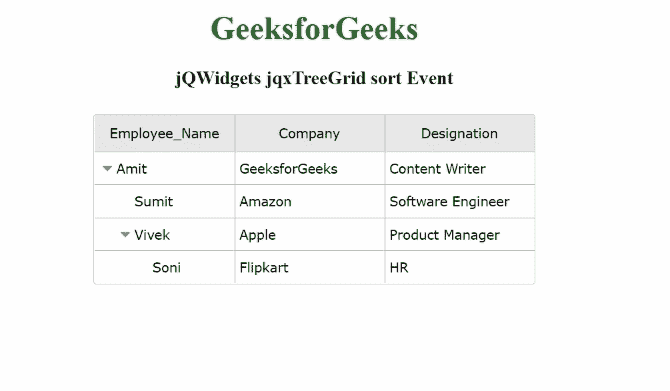 GeeksforGeeks
jQWidgets jqxTreeGrid sort Event
Employee_Name Company Designation
Amit GeeksforGeeks Content Writer
Sumit Amazon Software Engineer
Vivek Apple Product Manager
Soni Flipkart HR